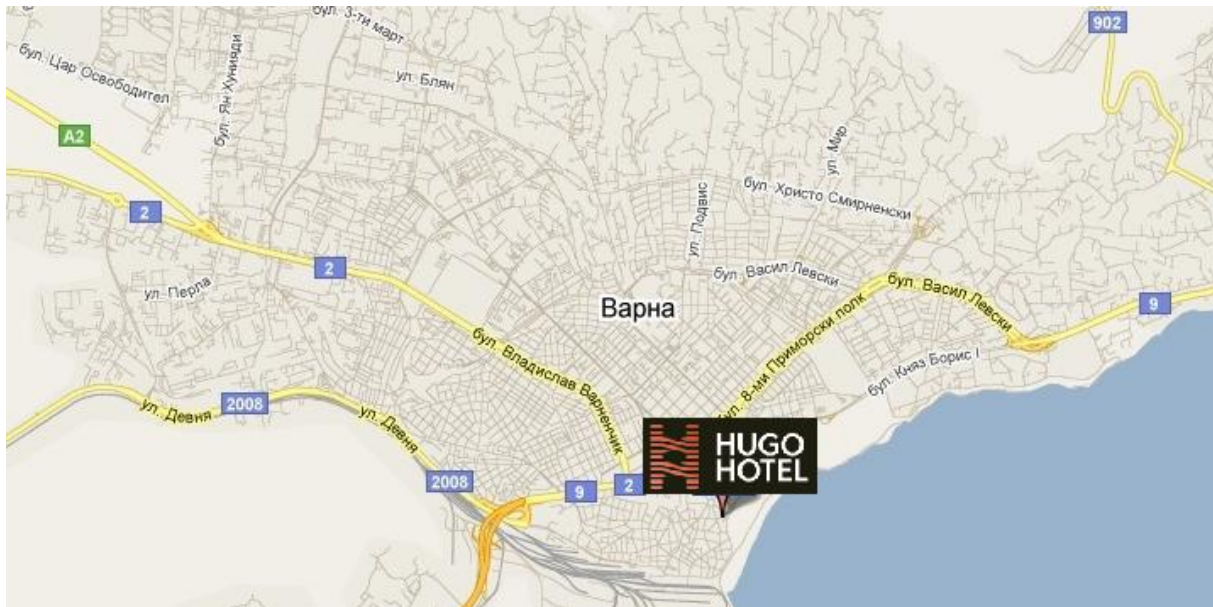 бул. 3-ти март
902
бул. Цар Освободител
бул. Ян Хунияди
ул. Блян
A2
ул. Мир
бул. Христо Смирненски
2
ул. Подвис
2
бул. Васил Левски
бул. Васил Левски
ул. Перла
9
Варна
бул. Владислав Варненчик
бул. 8-ми Приморски полк
бул. Княз Борис I
2008
ул. Девня
ул. Девня
HUGO
HOTEL
2008
9
2